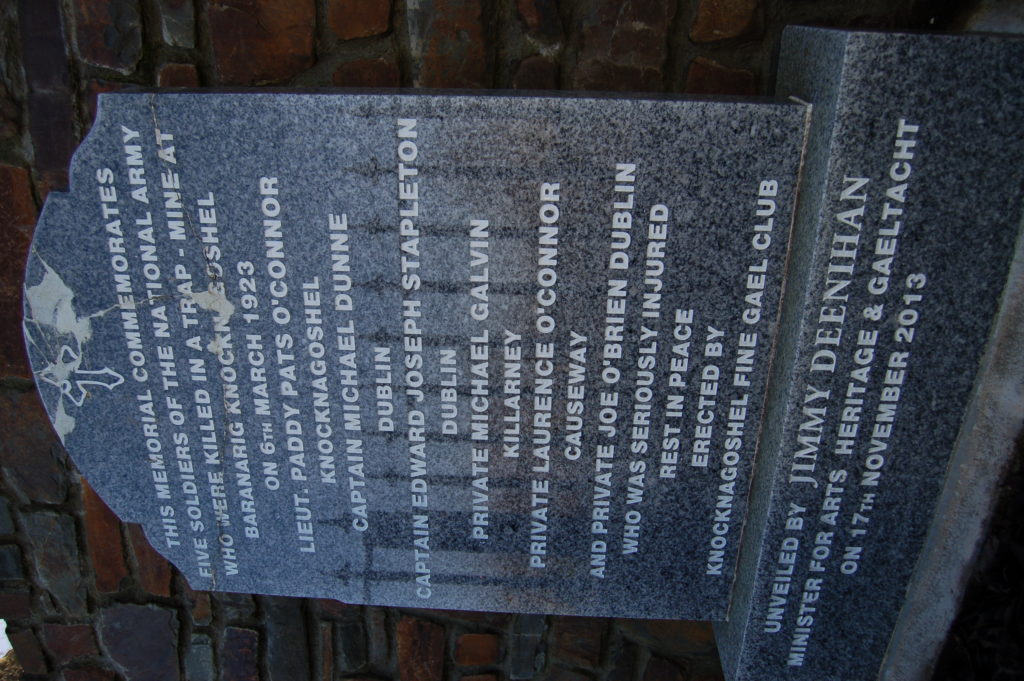 THIS MEMORIAL COMMEMORATES
FIVE SOLDIERS OF THE NATIONAL ARMY
WHO WERE KILLED IN A TRAP - MINE AT
BARANARIG KNOCKNAGOSHEL
ON 6TH MARCH 1923
LIEUT. PADDY PATS O'CONNOR
KNOCKNAGOSHEL
CAPTAIN MICHAEL DUNNE
DUBLIN
CAPTAIN EDWARD JOSEPH STAPLETON
DUBLIN
PRIVATE MICHAEL GALVIN
KILLARNEY
PRIVATE LAURENCE O'CONNOR
CAUSEWAY
AND PRIVATE JOE O'BRIEN DUBLIN
WHO WAS SERIOUSLY INJURED
REST IN PEACE
ERECTED BY
KNOCKNAGOSHEL FINE GAEL CLUB
UNVEILED BY JIMMY DEENIHAN
MINISTER FOR ARTS HERITAGE & GAELTACHT
ON 17TH NOVEMBER 2013